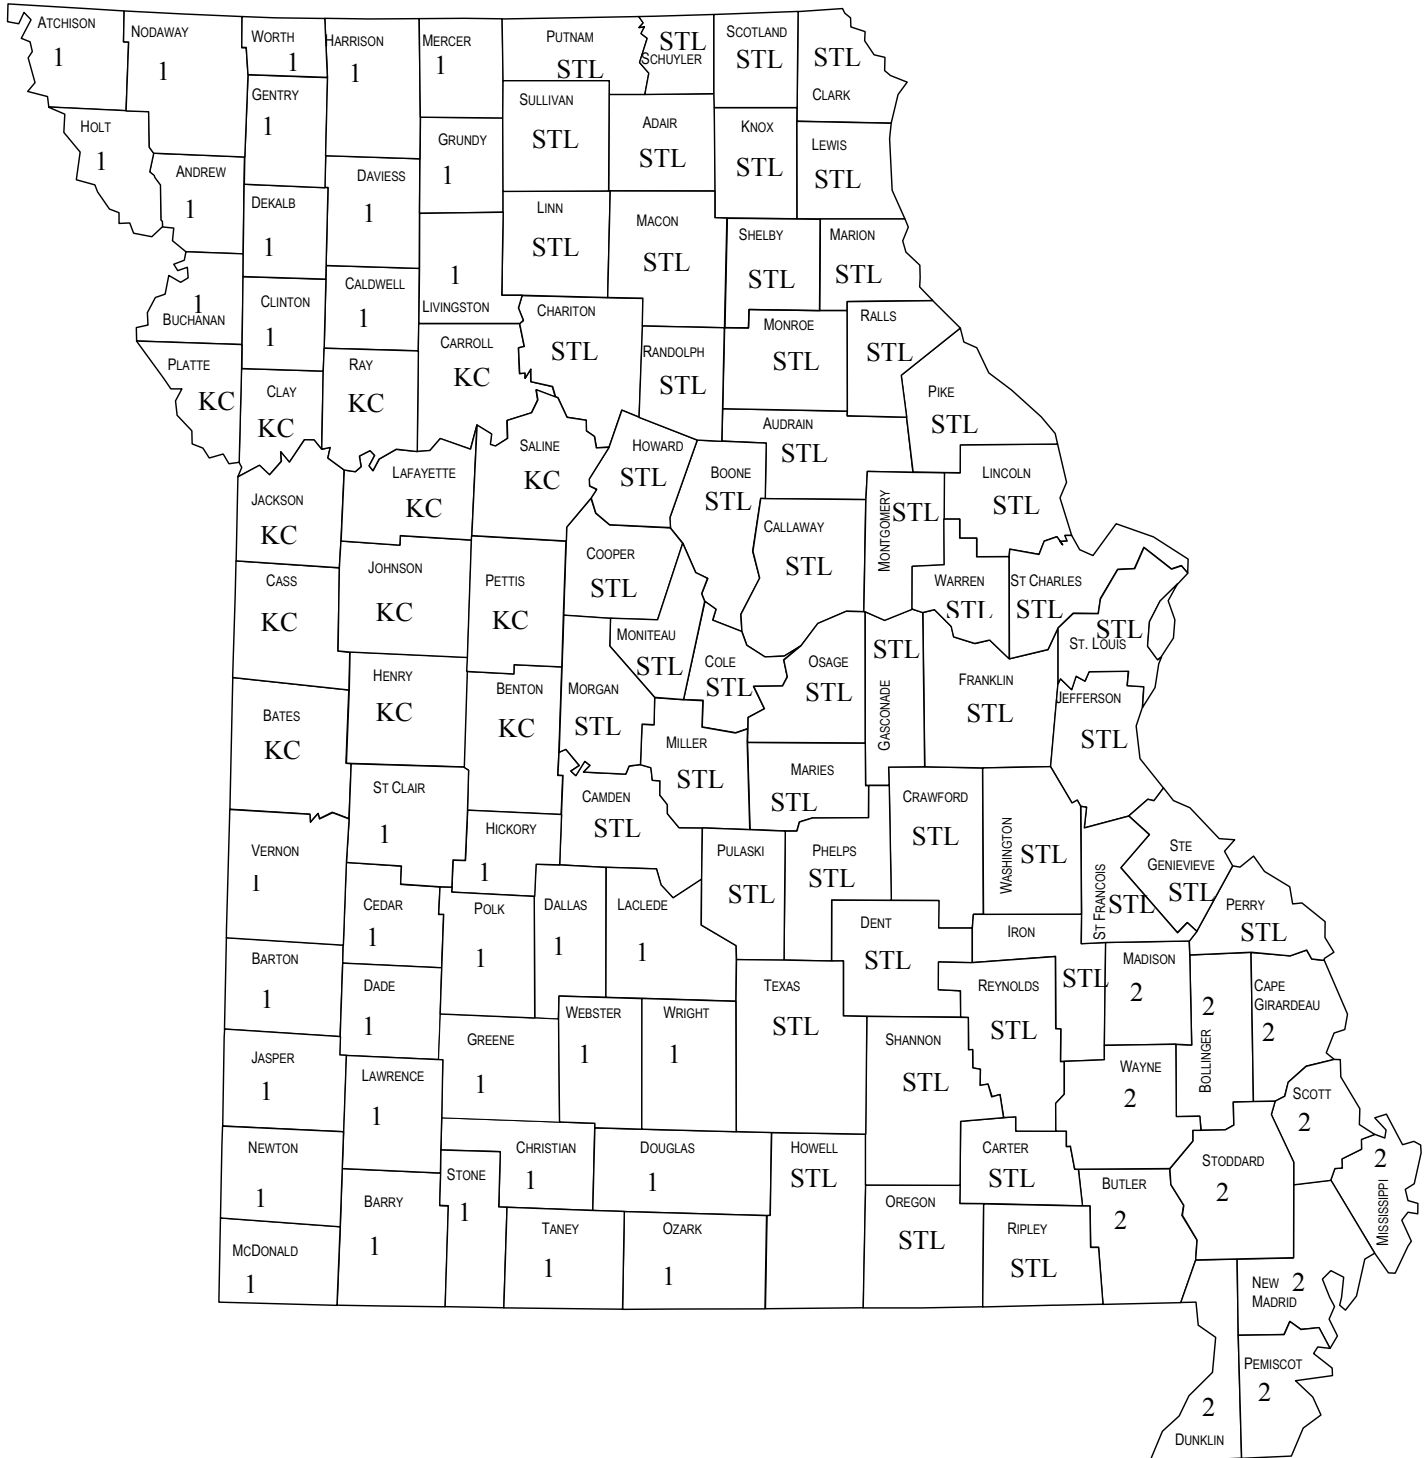 ATCHISON
1
NODAWAY
1
WORTH
1
HARRISON
1
MERCER
1
PUTNAM
STL
STL
SCHUYLER
SCOTLAND
STL
STL
CLARK
HOLT
1
GENTRY
1
GRUNDY
1
SULLIVAN
STL
ADAIR
STL
KNOX
STL
LEWIS
STL
ANDREW
1
DEKALB
1
DAVIESS
1
LINN
STL
MACON
STL
SHELBY
STL
MARION
STL
1
BUCHANAN
CLINTON
1
CALDWELL
1
1
LIVINGSTON
CHARITON
STL
RANDOLPH
STL
MONROE
STL
RALLS
STL
PLATTE
KC
CLAY
KC
RAY
KC
CARROLL
KC
PIKE
STL
AUDRAIN
STL
JACKSON
KC
LAFAYETTE
KC
SALINE
KC
HOWARD
STL
BOONE
STL
CALLAWAY
STL
MONTGOMERY
STL
LINCOLN
STL
CASS
KC
JOHNSON
KC
PETTIS
KC
COOPER
STL
WARREN
STL
ST CHARLES
STL
STL
ST. LOUIS
MONITEAU
STL
COLE
STL
OSAGE
STL
STL
GASCONADE
FRANKLIN
STL
JEFFERSON
STL
BATES
KC
HENRY
KC
BENTON
KC
MORGAN
STL
MILLER
STL
MARIES
STL
CRAWFORD
STL
WASHINGTON
STL
ST FRANCOIS
STL
STE
GENIEVIEVE
STL
PERRY
STL
VERNON
1
ST CLAIR
1
HICKORY
1
CAMDEN
STL
PULASKI
STL
PHELPS
STL
DENT
STL
IRON
STL
MADISON
2
2
BOLLINGER
CAPE
GIRARDEAU
2
CEDAR
1
POLK
1
DALLAS
1
LACLEDE
1
TEXAS
STL
REYNOLDS
STL
BARTON
1
DADE
1
GREENE
1
WEBSTER
1
WRIGHT
1
SHANNON
STL
WAYNE
2
SCOTT
2
JASPER
1
LAWRENCE
1
CHRISTIAN
1
DOUGLAS
1
HOWELL
STL
CARTER
STL
BUTLER
2
STODDARD
2
2
MISSISSIPPI
NEWTON
1
BARRY
1
STONE
1
TANEY
1
OZARK
1
OREGON
STL
RIPLEY
STL
MCDONALD
1
NEW
MADRID
2
2
DUNKLIN
PEMISCOT
2